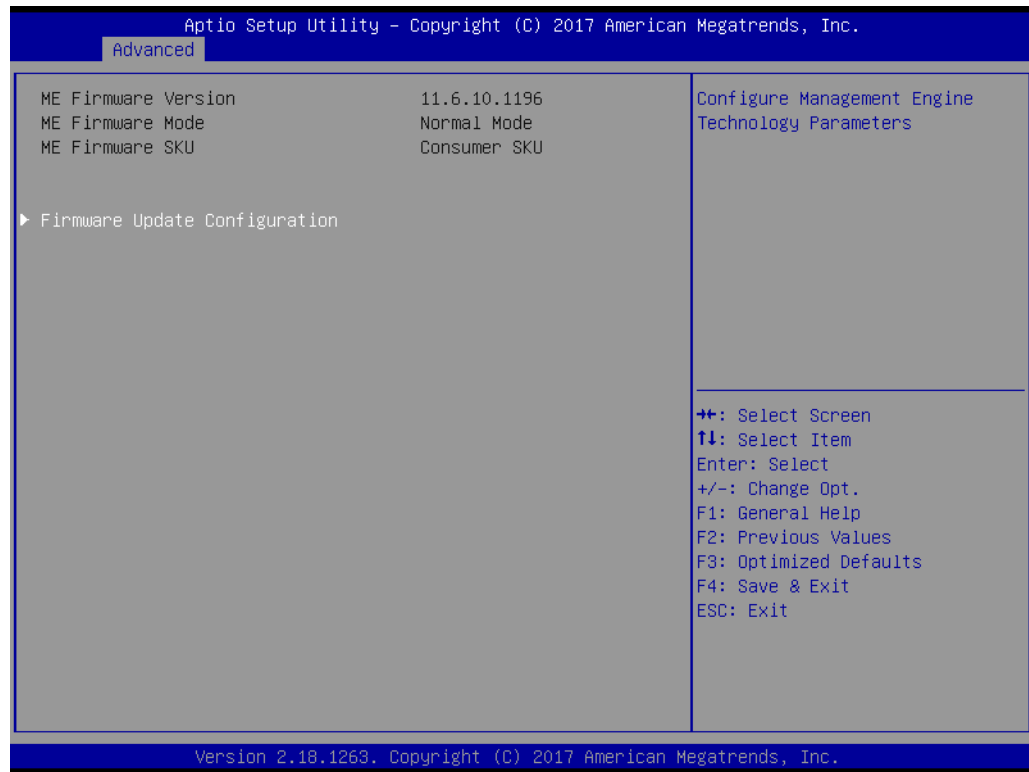 Aptio Setup Utility – Copyright (C) 2017 American Megatrends, Inc.
Advanced
ME Firmware Version 11.6.10.1196
ME Firmware Mode Normal Mode
ME Firmware SKU Consumer SKU
▶ Firmware Update Configuration
Configure Management Engine
Technology Parameters
→←: Select Screen
↑↓: Select Item
Enter: Select
+/-: Change Opt.
F1: General Help
F2: Previous Values
F3: Optimized Defaults
F4: Save & Exit
ESC: Exit
Version 2.18.1263. Copyright (C) 2017 American Megatrends, Inc.